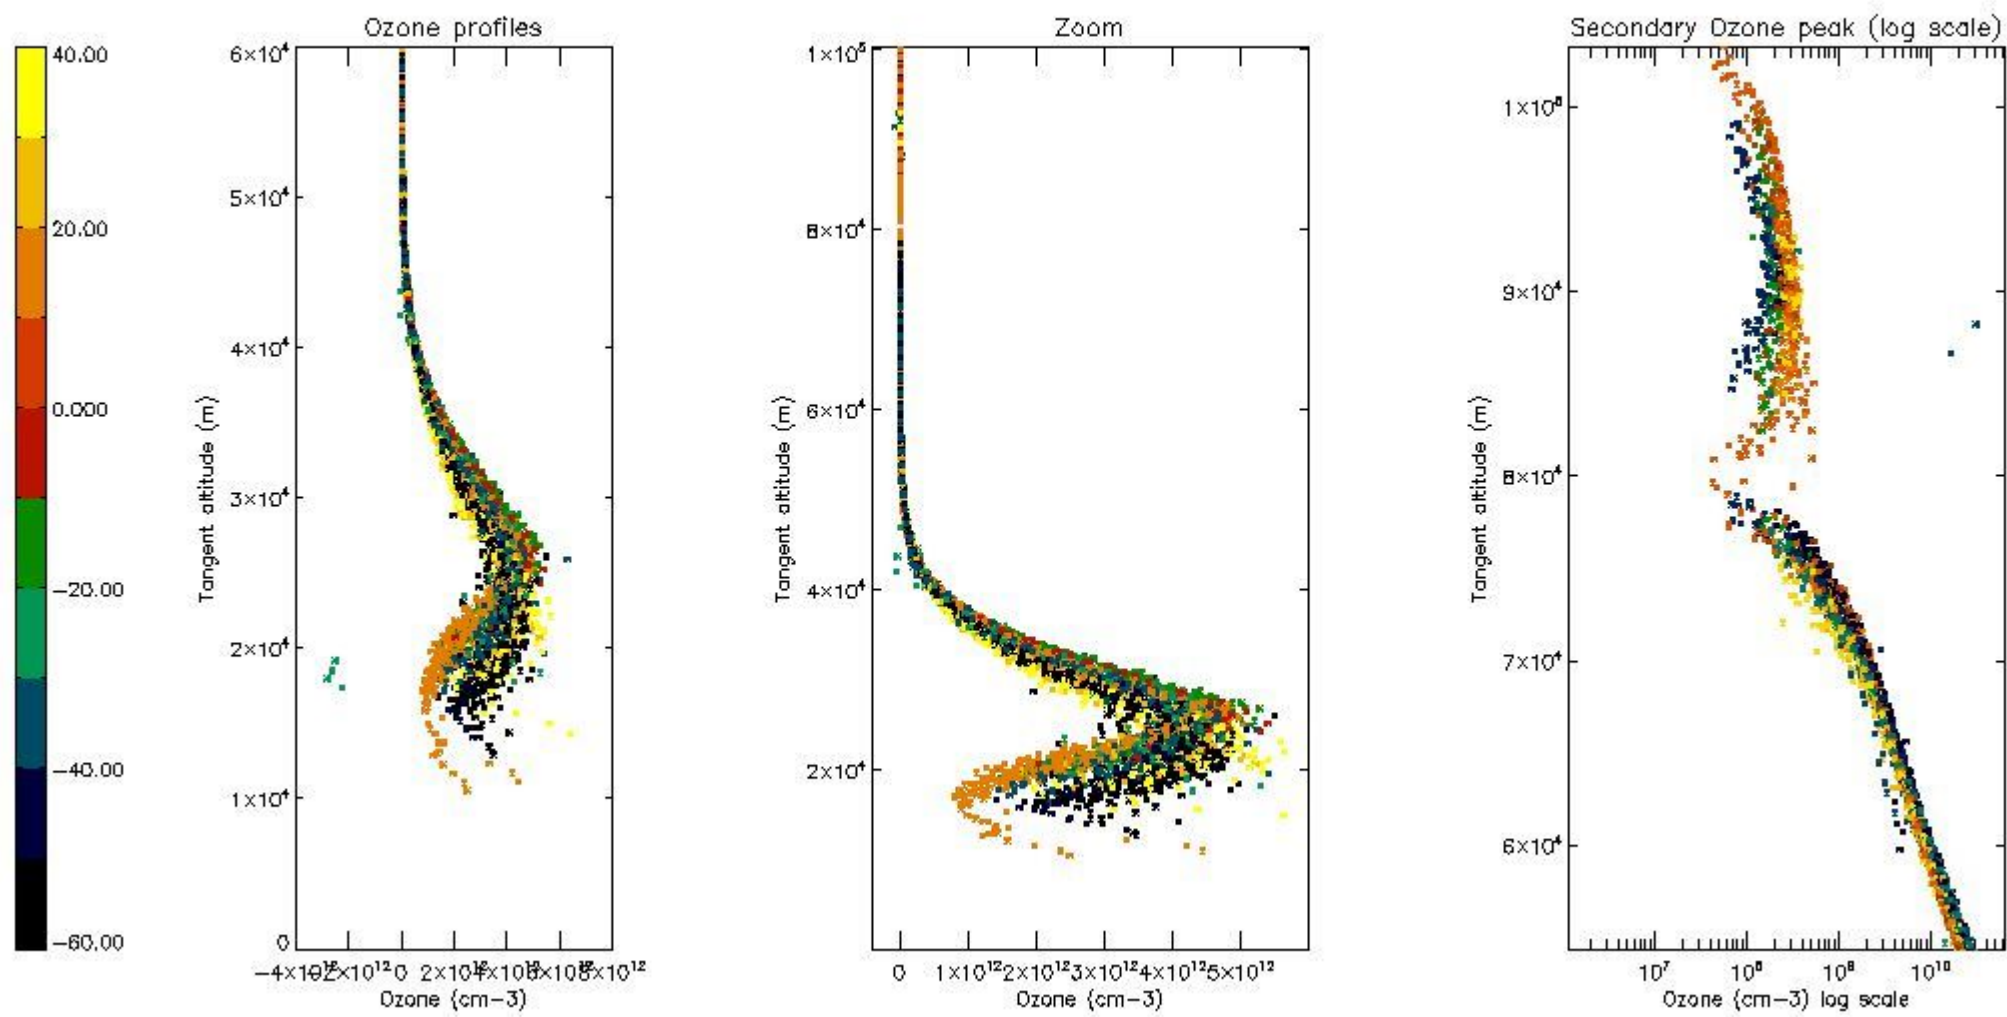 Ozone profiles
Zoom
Secondary Ozone peak (log scale)
40.00
20.00
0.000
−20.00
−40.00
−60.00
6×10⁴
5×10⁴
4×10⁴
3×10⁴
2×10⁴
1×10⁴
0
Tangent altitude (m)
0
Ozone (cm−3)
1×10⁵
8×10⁴
6×10⁴
4×10⁴
2×10⁴
Tangent altitude (m)
0 1×10¹² 2×10¹² 3×10¹² 4×10¹² 5×10¹²
Ozone (cm−3)
9×10⁴
8×10⁴
7×10⁴
6×10⁴
Tangent altitude (m)
10⁷ 10⁸ 10⁹ 10¹⁰
Ozone (cm−3) log scale